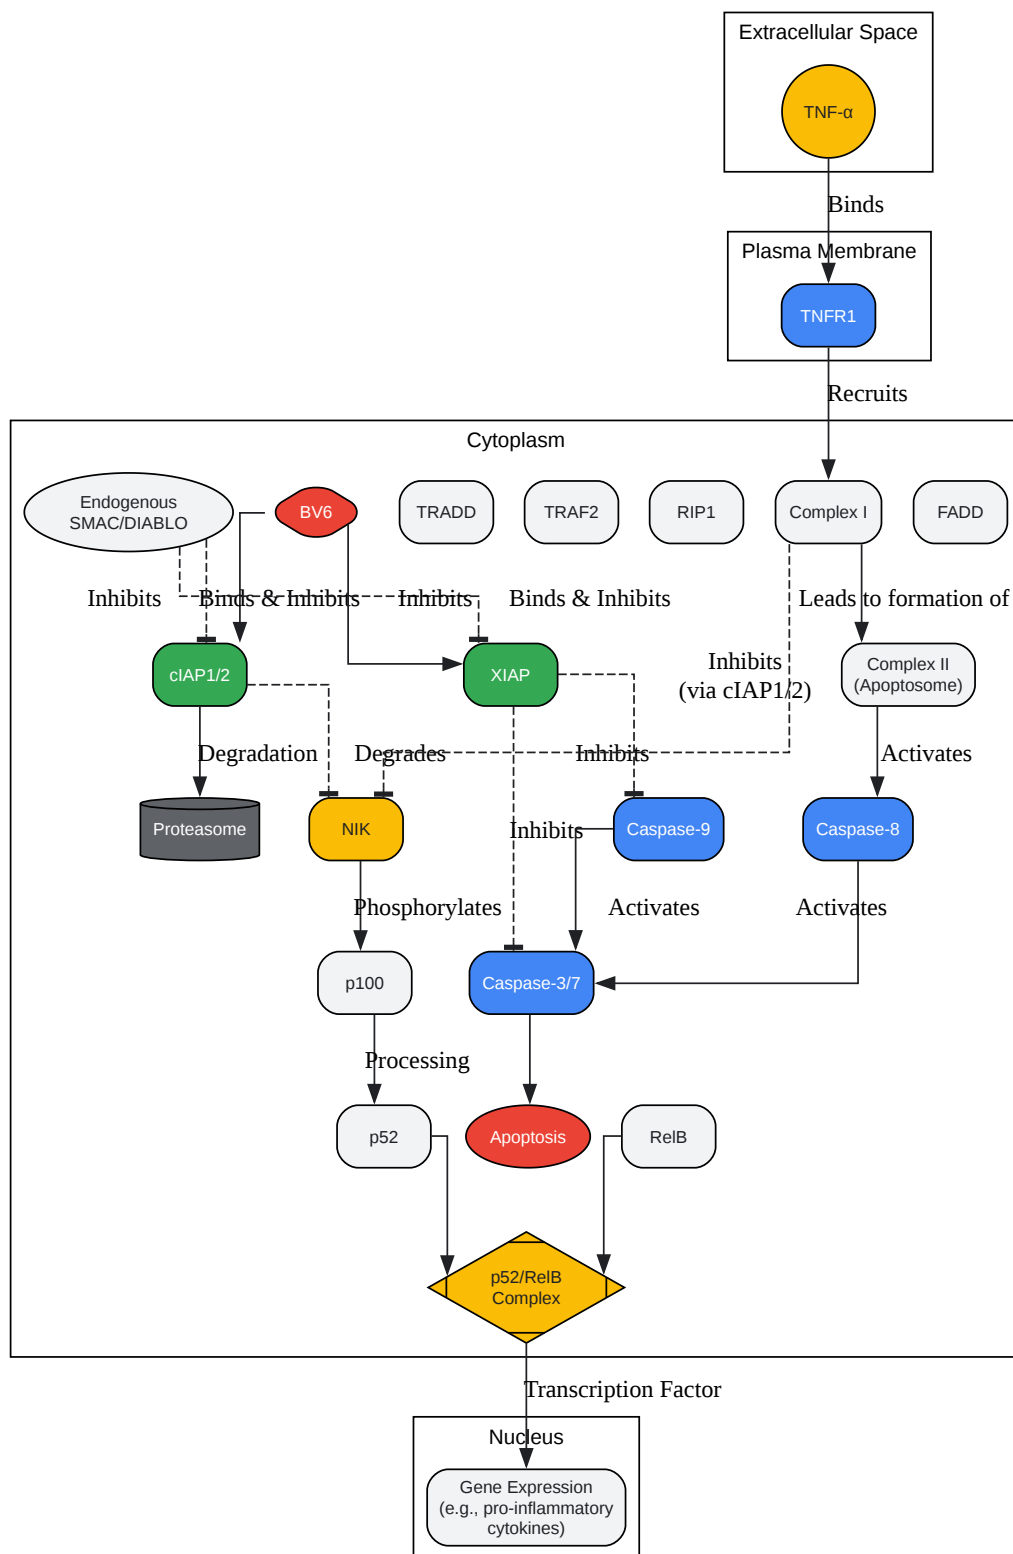 Extracellular Space
TNF-α
Binds
Plasma Membrane
TNFR1
Recruits
Cytoplasm
Endogenous
SMAC/DIABLO
BV6
TRADD
TRAF2
RIP1
Complex I
FADD
Inhibits
Binds & Inhibits
Inhibits
Binds & Inhibits
Leads to formation of
cIAP1/2
XIAP
Inhibits
(via cIAP1/2)
Complex II
(Apoptosome)
Degradation
Degrades
Inhibits
Activates
Proteasome
NIK
Inhibits
Caspase-9
Caspase-8
Phosphorylates
Activates
Activates
p100
Caspase-3/7
Processing
p52
Apoptosis
RelB
p52/RelB
Complex
Transcription Factor
Nucleus
Gene Expression
(e.g., pro-inflammatory
cytokines)